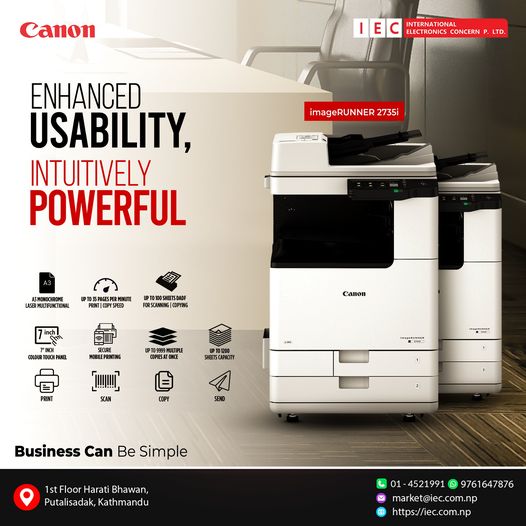 Canon
IEC INTERNATIONAL
ELECTRONICS CONCERN P. LTD.
ENHANCED
USABILITY,
INTUITIVELY
POWERFUL
imageRUNNER 2735i
A3
A3 MONOCHROME
LASER MULTIFUNCTIONAL
UP TO 35 PAGES PER MINUTE
PRINT | COPY SPEED
UP TO 100 SHEETS DADF
FOR SCANNING | COPYING
7 inch
7" INCH
COLOUR TOUCH PANEL
SECURE
MOBILE PRINTING
UP TO 9999 MULTIPLE
COPIES AT ONCE
UP TO 1200
SHEETS CAPACITY
PRINT
SCAN
COPY
SEND
Canon
Business Can Be Simple
1st Floor Harati Bhawan,
Putalisadak, Kathmandu
01 - 4521991 9761647876
market@iec.com.np
https://iec.com.np